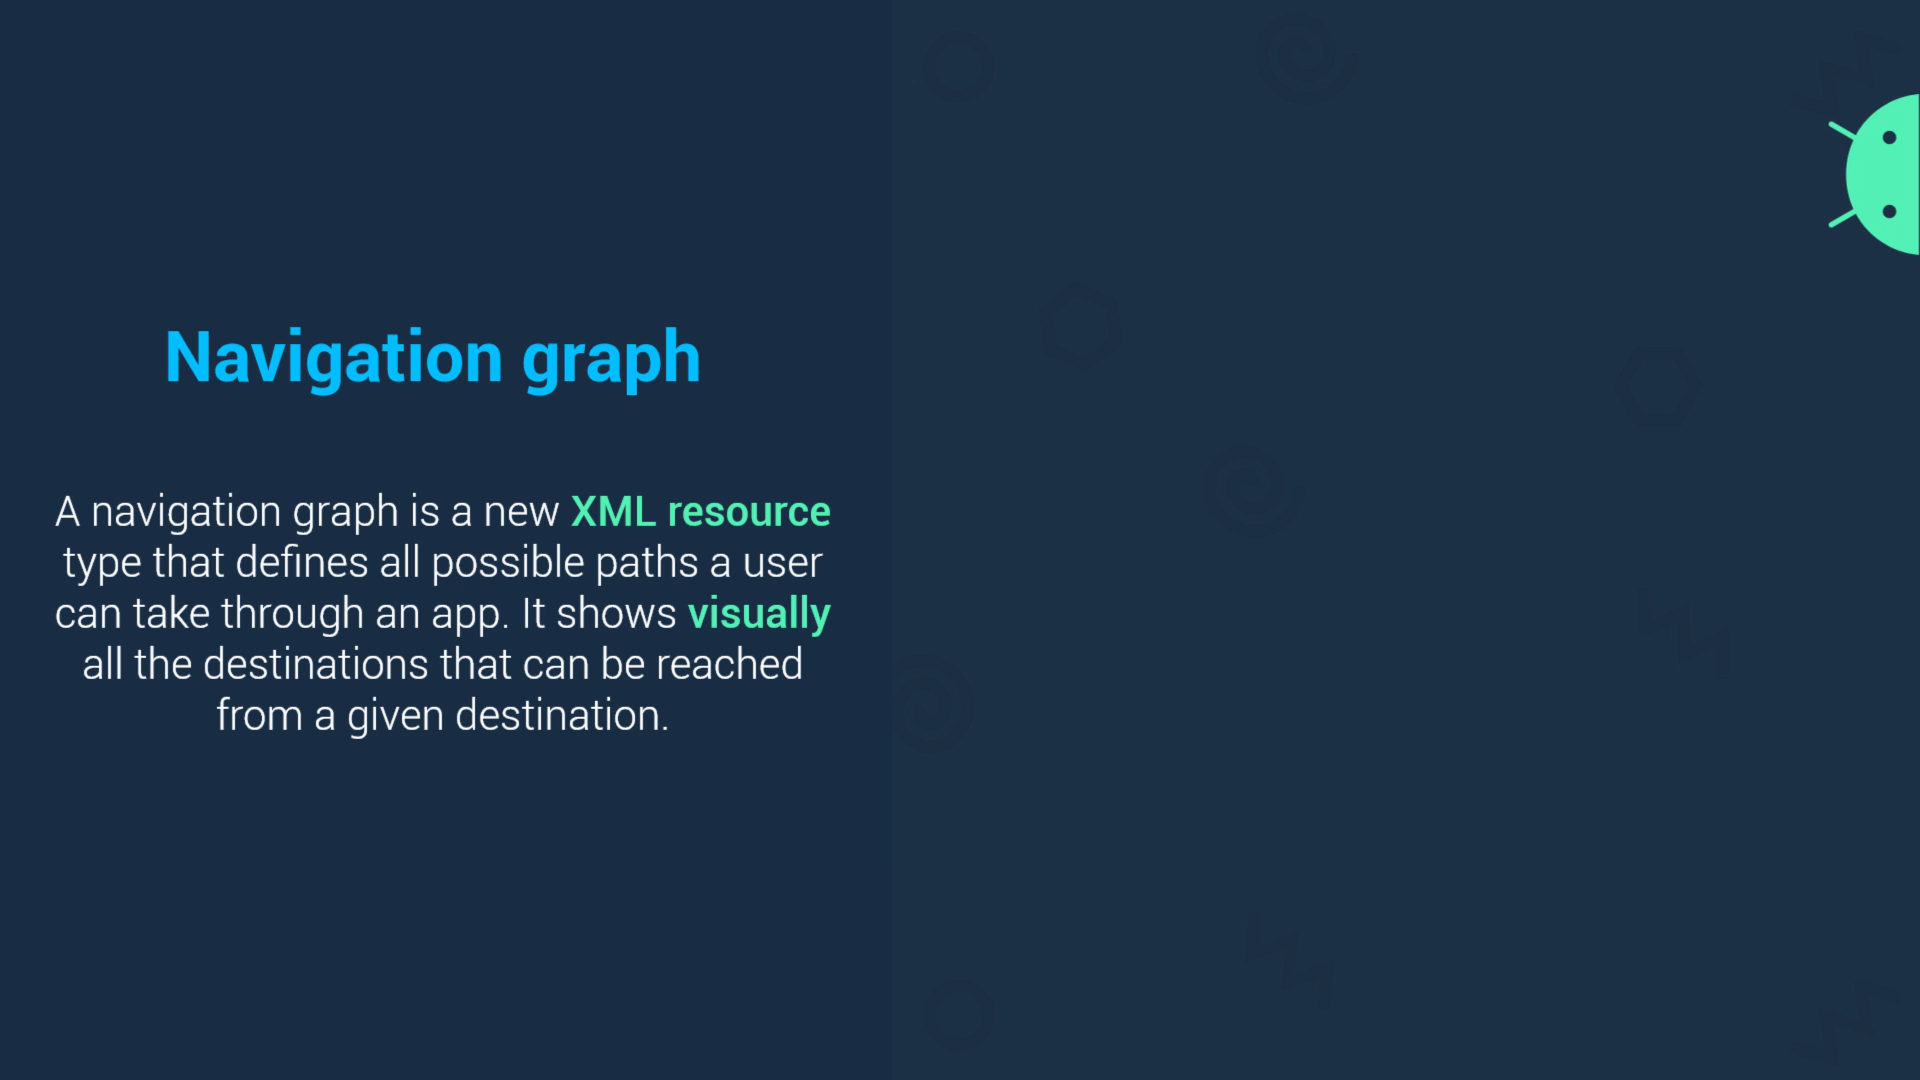 Navigation graph
A navigation graph is a new XML resource
type that defines all possible paths a user
can take through an app. It shows visually
all the destinations that can be reached
from a given destination.